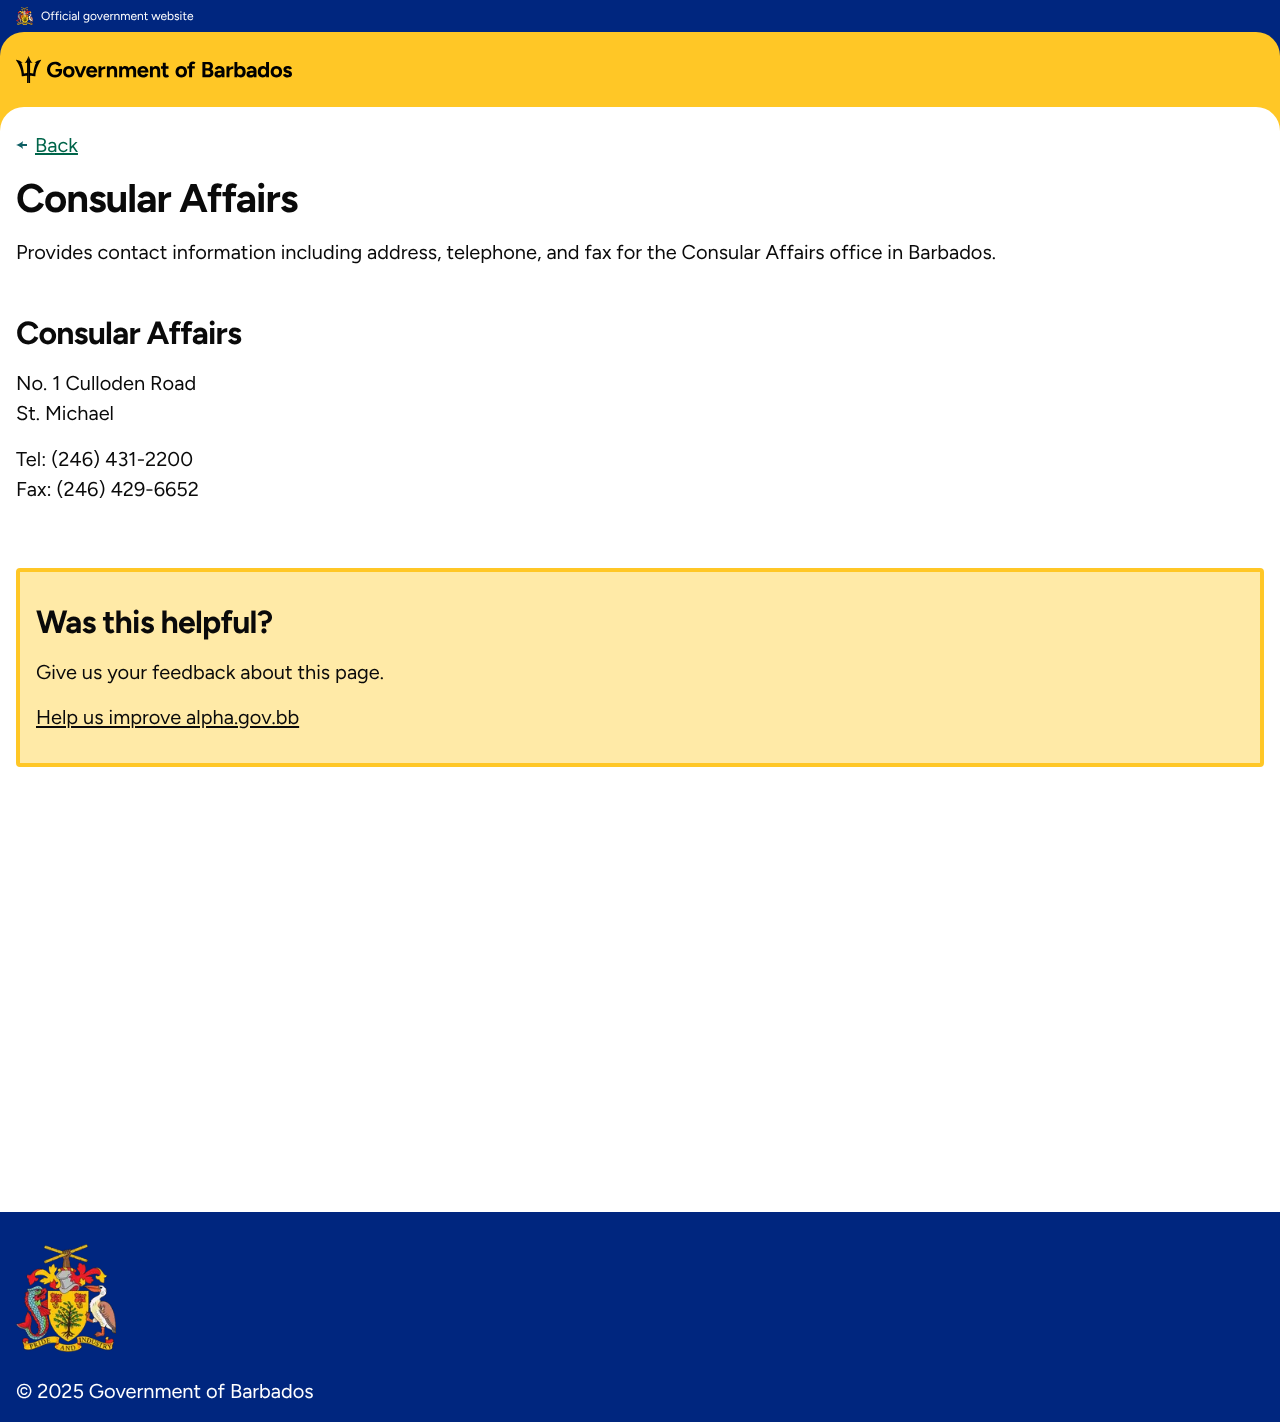 Official government website
Government of Barbados
Back
Consular Affairs
Provides contact information including address, telephone, and fax for the Consular Affairs office in Barbados.
Consular Affairs
No. 1 Culloden Road
St. Michael
Tel: (246) 431-2200
Fax: (246) 429-6652
Was this helpful?
Give us your feedback about this page.
Help us improve alpha.gov.bb
PRIDE AND INDUSTRY
© 2025 Government of Barbados